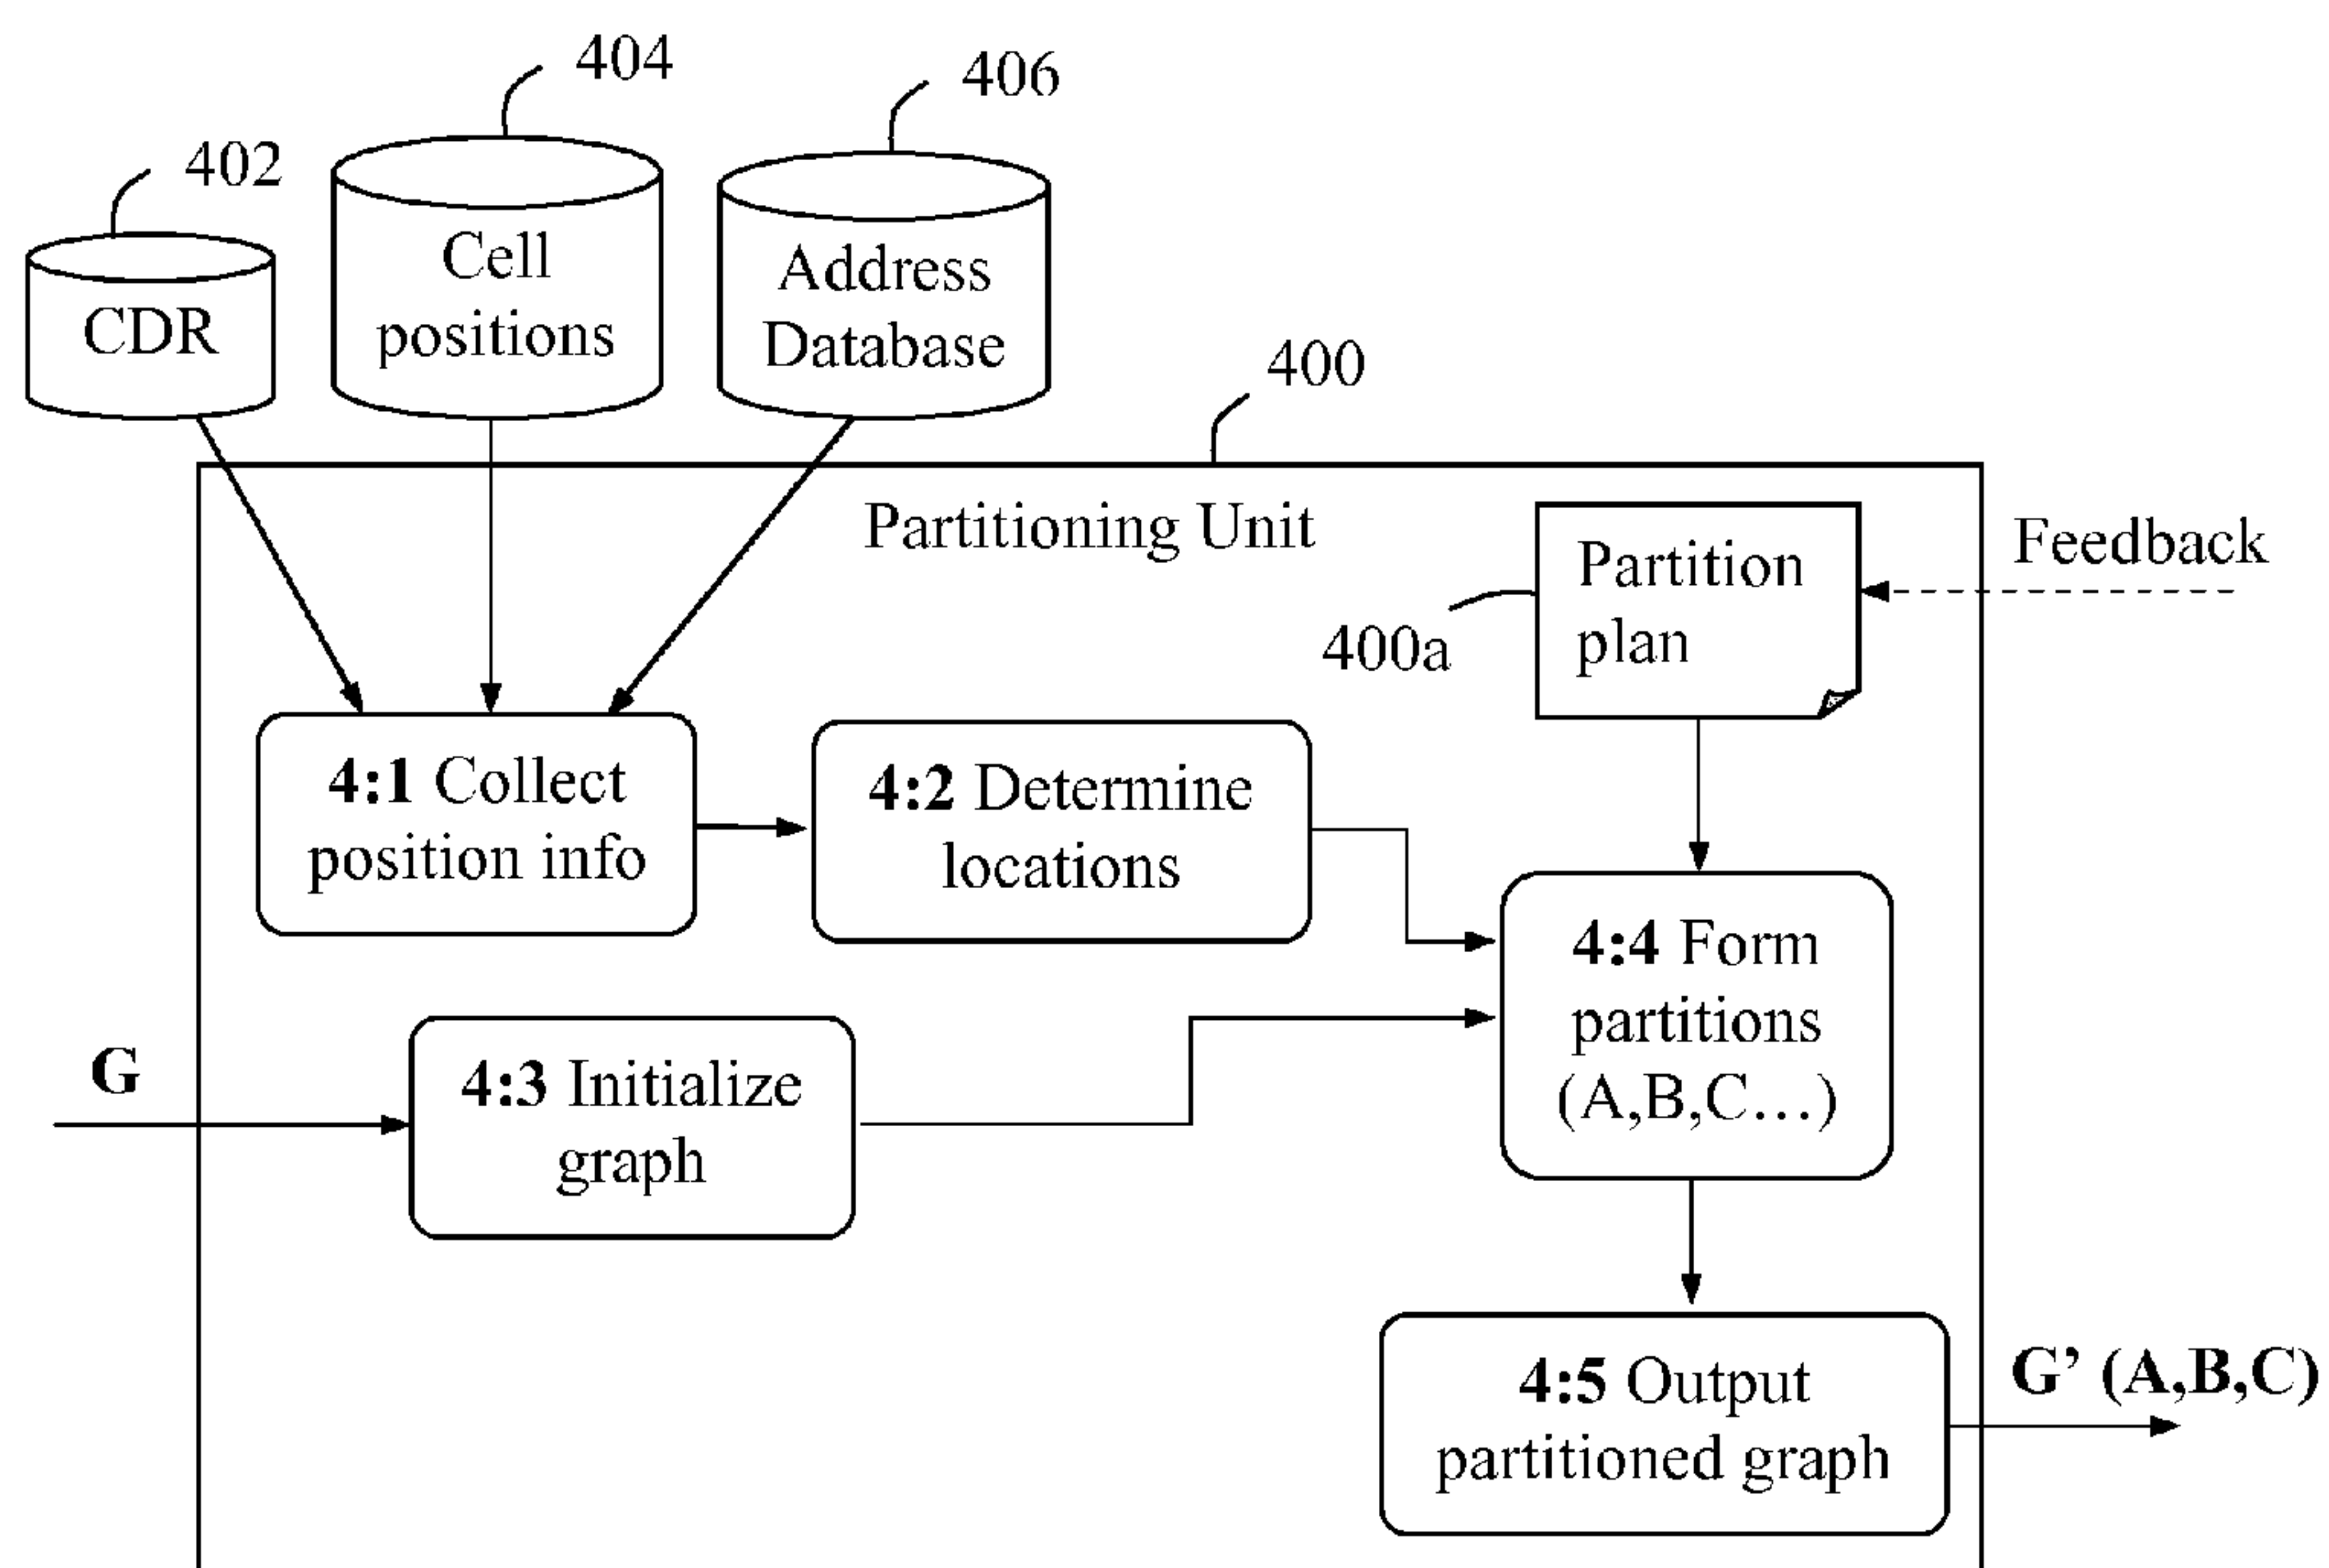 404
406
402
Cell
positions
Address
Database
CDR
400
Partitioning Unit
Partition
plan
Feedback
400a
4:1 Collect
position info
4:2 Determine
locations
4:4 Form
partitions
(A,B,C...)
G
4:3 Initialize
graph
4:5 Output
partitioned graph
G’ (A,B,C)